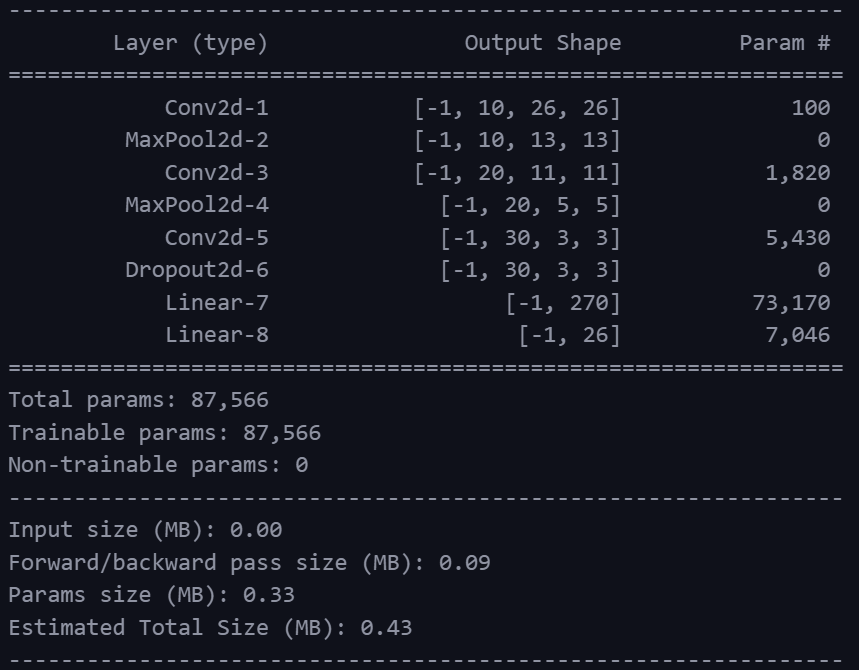 ----------------------------------------------------------------
        Layer (type)               Output Shape         Param #
================================================================
            Conv2d-1           [-1, 10, 26, 26]             100
         MaxPool2d-2           [-1, 10, 13, 13]               0
            Conv2d-3           [-1, 20, 11, 11]           1,820
         MaxPool2d-4             [-1, 20, 5, 5]               0
            Conv2d-5             [-1, 30, 3, 3]           5,430
         Dropout2d-6             [-1, 30, 3, 3]               0
            Linear-7                  [-1, 270]          73,170
            Linear-8                   [-1, 26]           7,046
================================================================
Total params: 87,566
Trainable params: 87,566
Non-trainable params: 0
----------------------------------------------------------------
Input size (MB): 0.00
Forward/backward pass size (MB): 0.09
Params size (MB): 0.33
Estimated Total Size (MB): 0.43
----------------------------------------------------------------